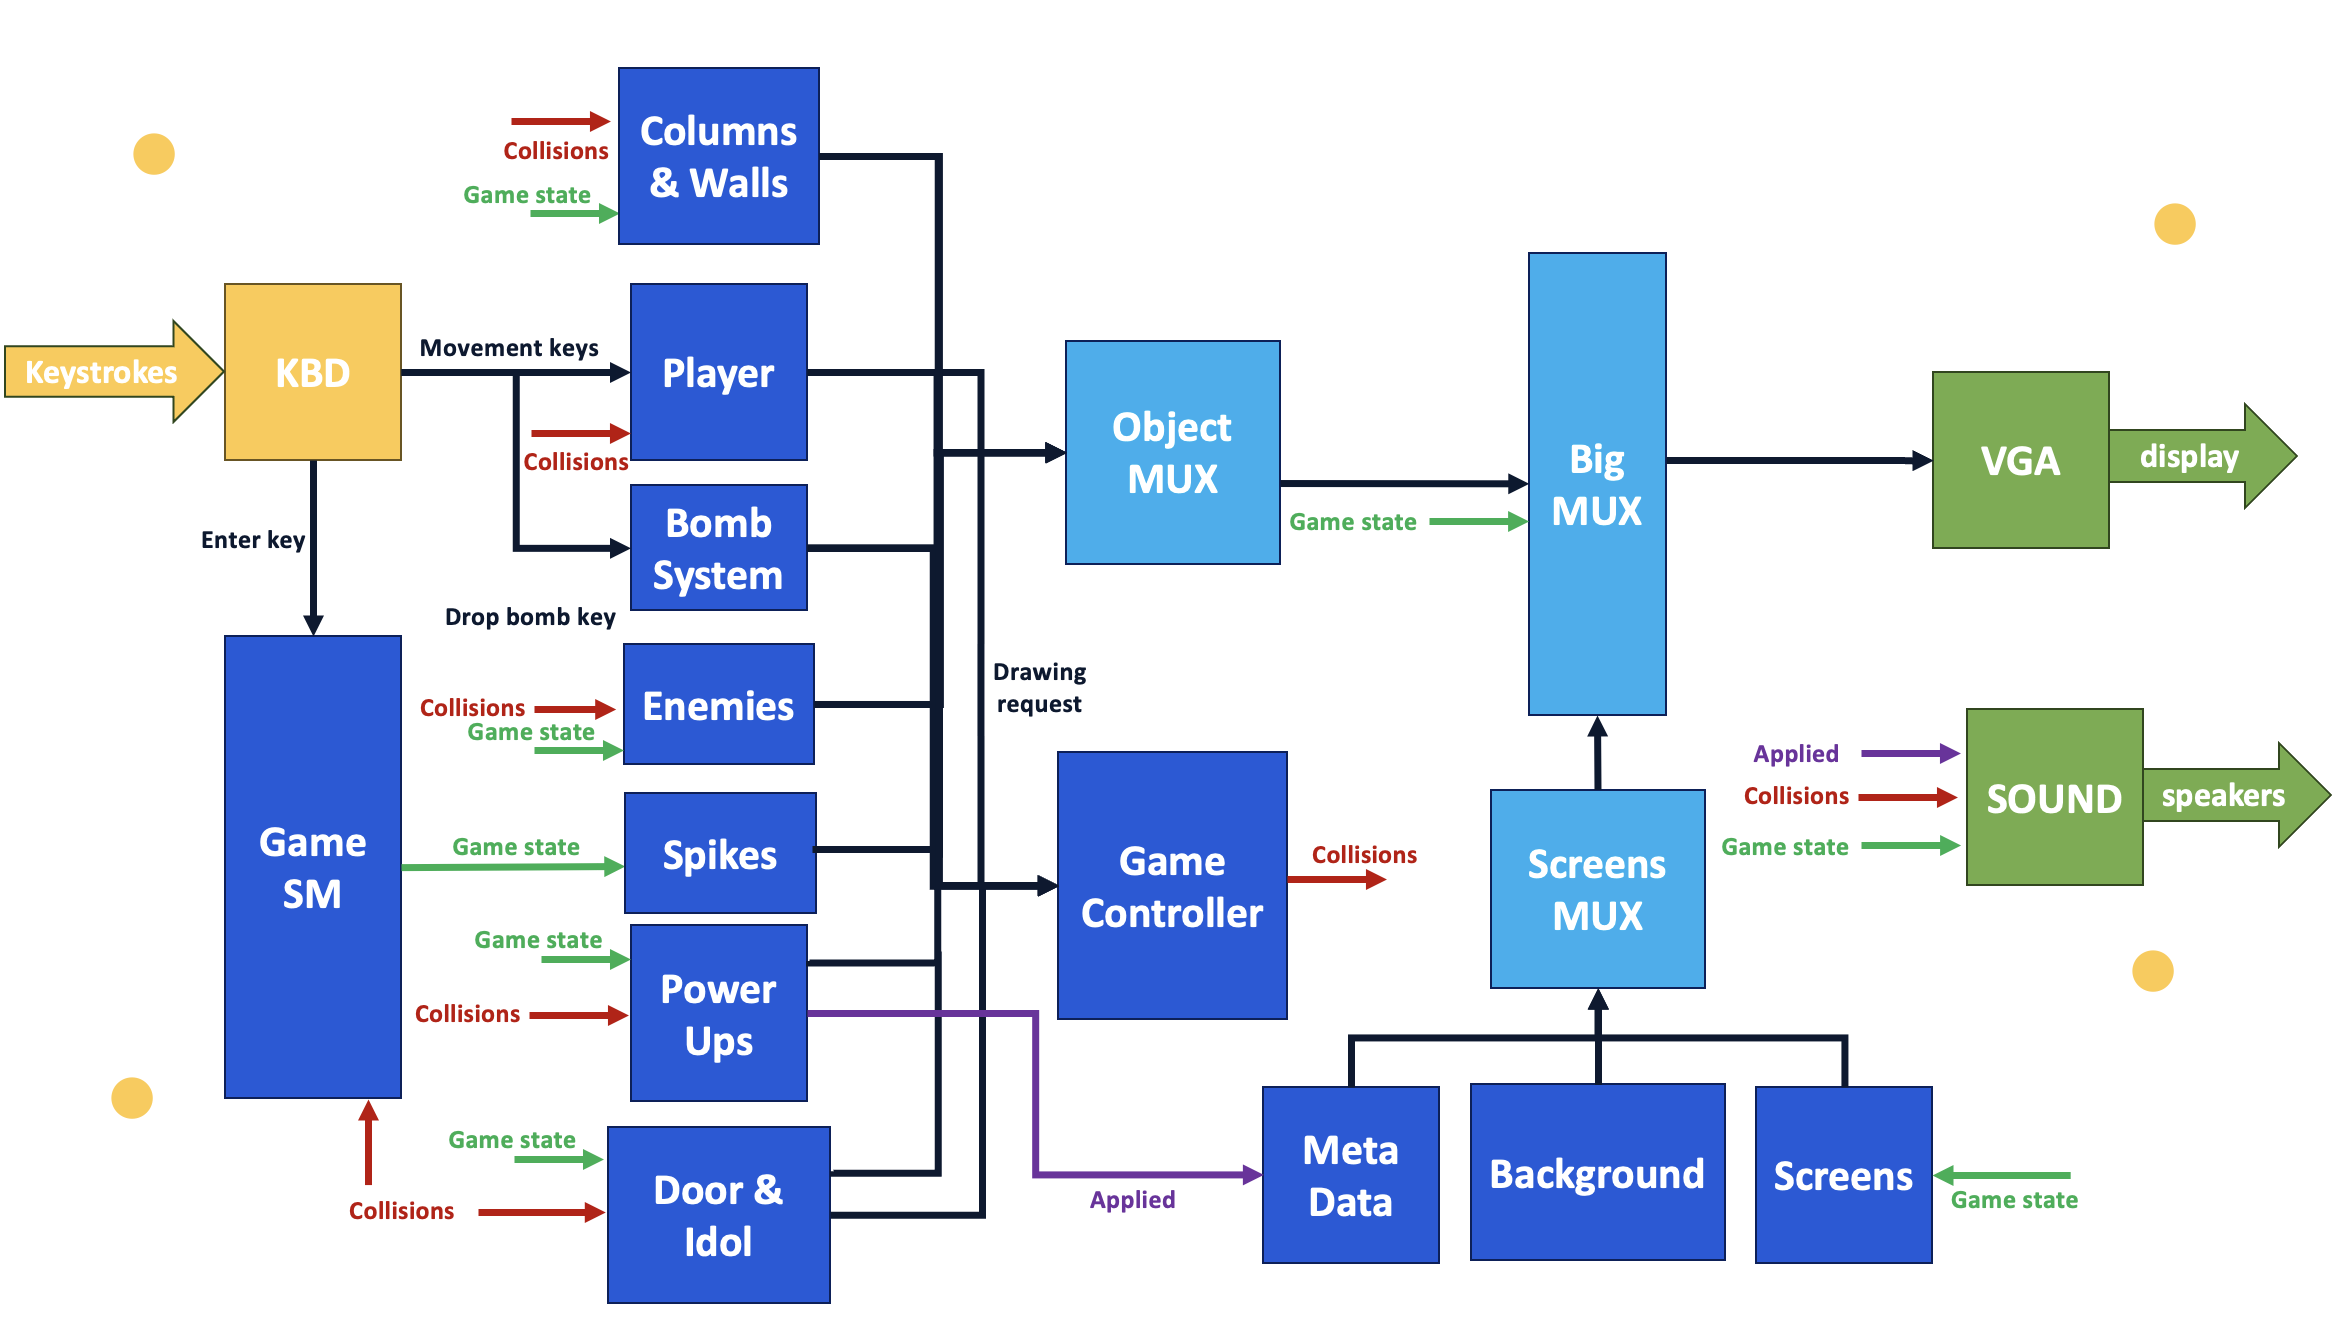 Columns
& Walls
Collisions
Game state
Keystrokes
KBD
Movement keys
Player
Collisions
Enter key
Bomb
System
Drop bomb key
Collisions
Game state
Enemies
Game
SM
Game state
Spikes
Game state
Collisions
Power
Ups
Game state
Collisions
Door &
Idol
Drawing
request
Object
MUX
Game state
Big
MUX
VGA
display
Game
Controller
Collisions
Screens
MUX
Applied
Collisions
Game state
SOUND
speakers
Applied
Meta
Data
Background
Screens
Game state